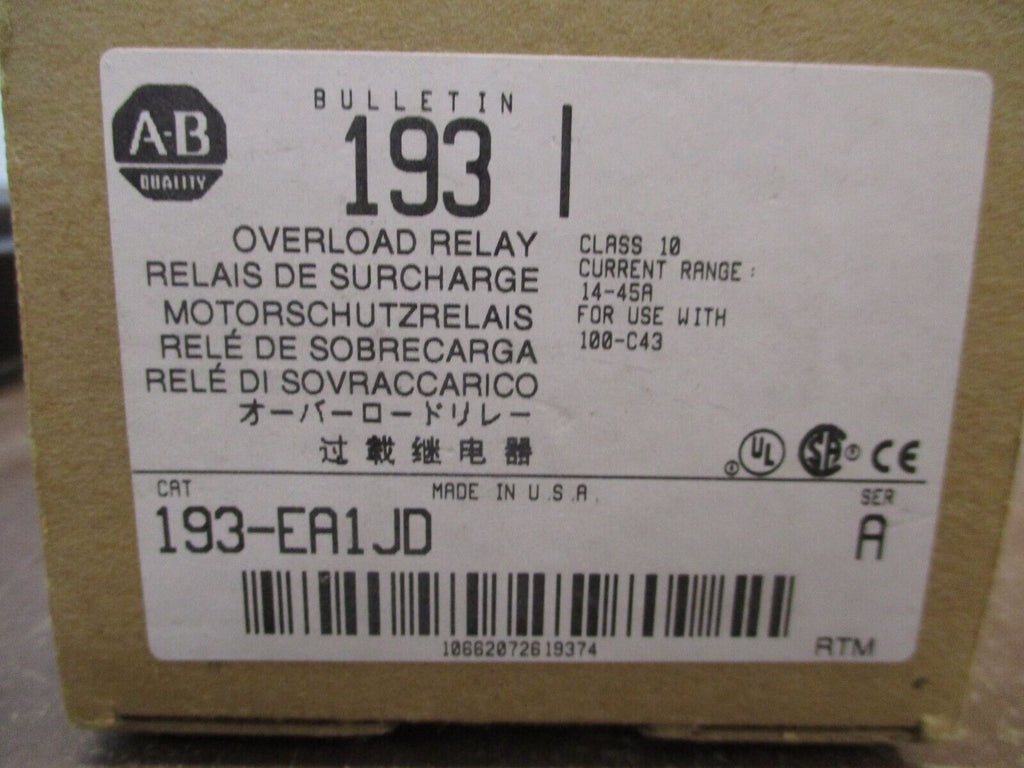 A-B
QUALITY
BULLETIN
193
OVERLOAD RELAY
RELAIS DE SURCHARGE
MOTORSCHUTZRELAIS
RELÉ DE SOBRECARGA
RELÉ DI SOVRACCARICO
オーバーロードリレー
过載继电器
CLASS 10
CURRENT RANGE:
14-45A
FOR USE WITH
100-C43
® UL SA ® CE
CAT MADE IN U.S.A. SER
193-EA1JD A
10662072619374
RTM